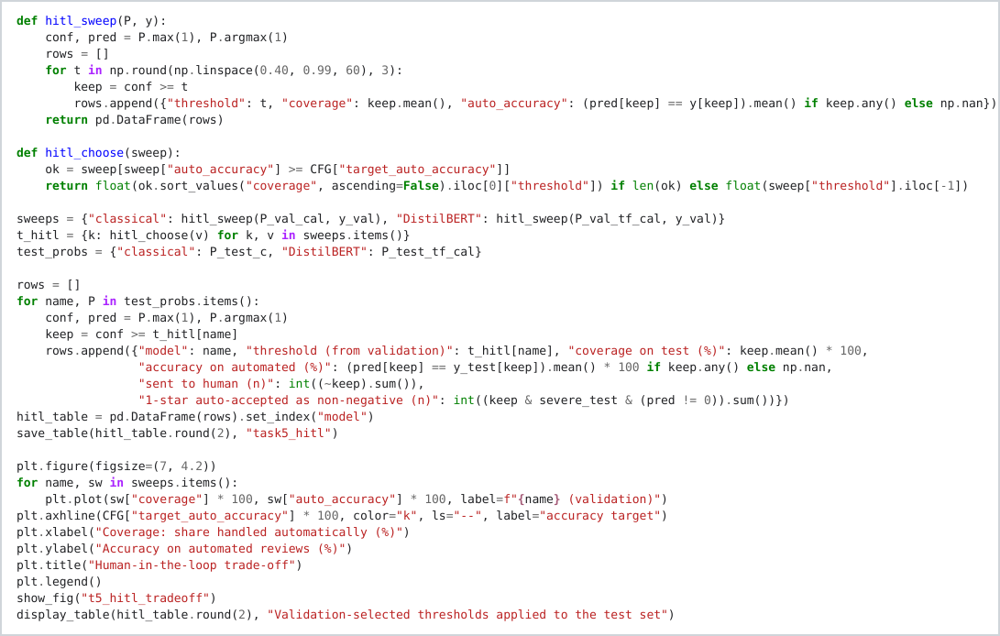 def hitl_sweep(P, y):
    conf, pred = P.max(1), P.argmax(1)
    rows = []
    for t in np.round(np.linspace(0.40, 0.99, 60), 3):
        keep = conf >= t
        rows.append({"threshold": t, "coverage": keep.mean(), "auto_accuracy": (pred[keep] == y[keep]).mean() if keep.any() else np.nan})
    return pd.DataFrame(rows)

def hitl_choose(sweep):
    ok = sweep[sweep["auto_accuracy"] >= CFG["target_auto_accuracy"]]
    return float(ok.sort_values("coverage", ascending=False).iloc[0]["threshold"]) if len(ok) else float(sweep["threshold"].iloc[-1])

sweeps = {"classical": hitl_sweep(P_val_cal, y_val), "DistilBERT": hitl_sweep(P_val_tf_cal, y_val)}
t_hitl = {k: hitl_choose(v) for k, v in sweeps.items()}
test_probs = {"classical": P_test_c, "DistilBERT": P_test_tf_cal}

rows = []
for name, P in test_probs.items():
    conf, pred = P.max(1), P.argmax(1)
    keep = conf >= t_hitl[name]
    rows.append({"model": name, "threshold (from validation)": t_hitl[name], "coverage on test (%)": keep.mean() * 100,
                 "accuracy on automated (%)": (pred[keep] == y_test[keep]).mean() * 100 if keep.any() else np.nan,
                 "sent to human (n)": int((~keep).sum()),
                 "1-star auto-accepted as non-negative (n)": int((keep & severe_test & (pred != 0)).sum())})
hitl_table = pd.DataFrame(rows).set_index("model")
save_table(hitl_table.round(2), "task5_hitl")

plt.figure(figsize=(7, 4.2))
for name, sw in sweeps.items():
    plt.plot(sw["coverage"] * 100, sw["auto_accuracy"] * 100, label=f"{name} (validation)")
plt.axhline(CFG["target_auto_accuracy"] * 100, color="k", ls="--", label="accuracy target")
plt.xlabel("Coverage: share handled automatically (%)")
plt.ylabel("Accuracy on automated reviews (%)")
plt.title("Human-in-the-loop trade-off")
plt.legend()
show_fig("t5_hitl_tradeoff")
display_table(hitl_table.round(2), "Validation-selected thresholds applied to the test set")